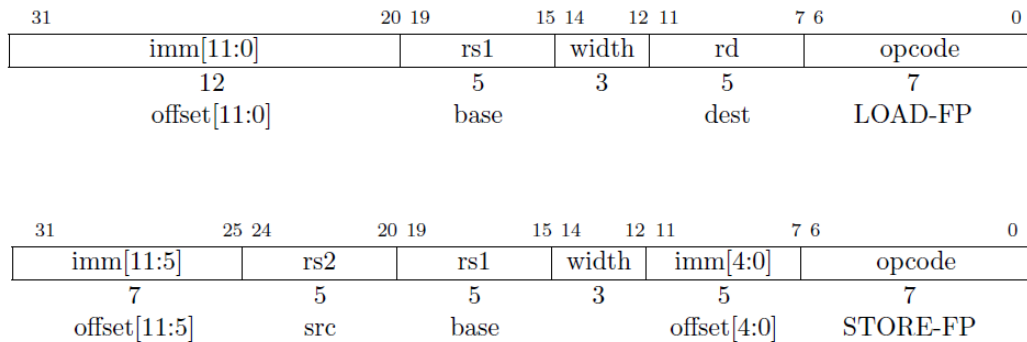 31 20 19 15 14 12 11 7 6 0
imm[11:0] rs1 width rd opcode
12 5 3 5 7
offset[11:0] base dest LOAD-FP
31 25 24 20 19 15 14 12 11 7 6 0
imm[11:5] rs2 rs1 width imm[4:0] opcode
7 5 5 3 5 7
offset[11:5] src base offset[4:0] STORE-FP